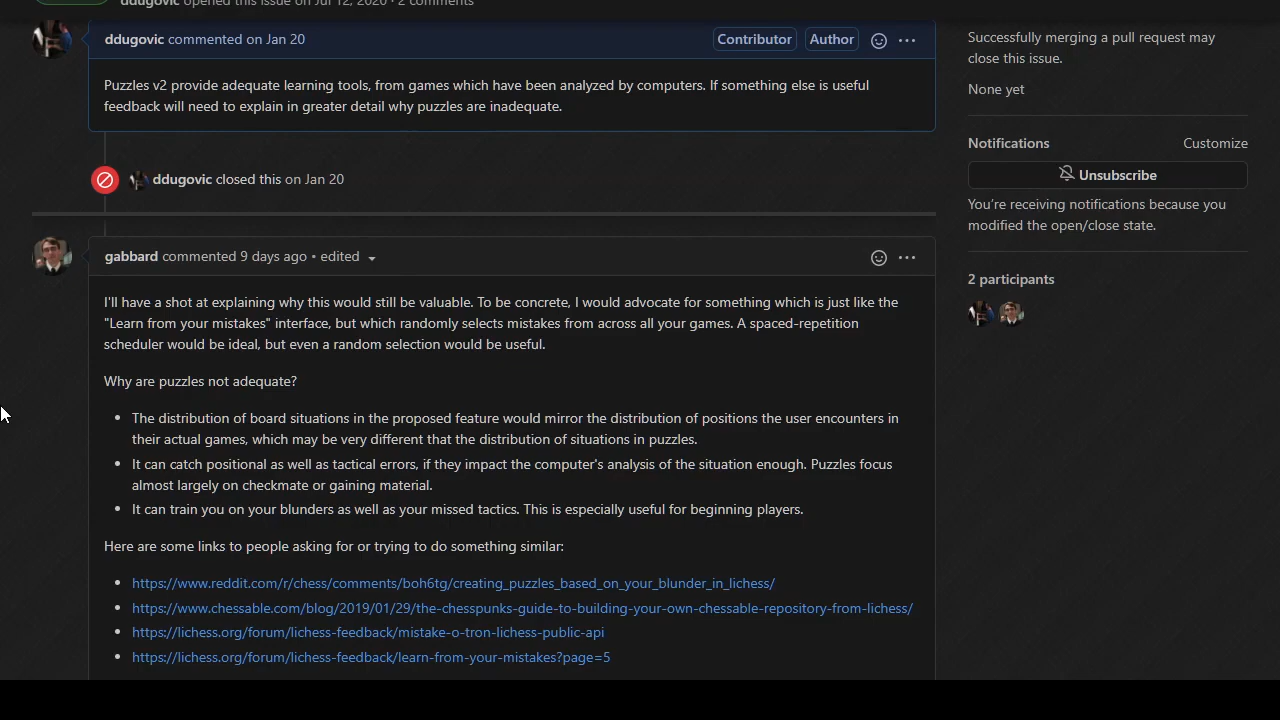 ddugovic opened this issue on Jul 12, 2020 · 2 comments
ddugovic commented on Jan 20
Contributor
Author
Puzzles v2 provide adequate learning tools, from games which have been analyzed by computers. If something else is useful
feedback will need to explain in greater detail why puzzles are inadequate.
ddugovic closed this on Jan 20
gabbard commented 9 days ago • edited
I'll have a shot at explaining why this would still be valuable. To be concrete, I would advocate for something which is just like the
"Learn from your mistakes" interface, but which randomly selects mistakes from across all your games. A spaced-repetition
scheduler would be ideal, but even a random selection would be useful.
Why are puzzles not adequate?
• The distribution of board situations in the proposed feature would mirror the distribution of positions the user encounters in
their actual games, which may be very different that the distribution of situations in puzzles.
• It can catch positional as well as tactical errors, if they impact the computer's analysis of the situation enough. Puzzles focus
almost largely on checkmate or gaining material.
• It can train you on your blunders as well as your missed tactics. This is especially useful for beginning players.
Here are some links to people asking for or trying to do something similar:
• https://www.reddit.com/r/chess/comments/boh6tg/creating_puzzles_based_on_your_blunder_in_lichess/
• https://www.chessable.com/blog/2019/01/29/the-chesspunks-guide-to-building-your-own-chessable-repository-from-lichess/
• https://lichess.org/forum/lichess-feedback/mistake-o-tron-lichess-public-api
• https://lichess.org/forum/lichess-feedback/learn-from-your-mistakes?page=5
Successfully merging a pull request may
close this issue.
None yet
Notifications
Customize
Unsubscribe
You're receiving notifications because you
modified the open/close state.
2 participants